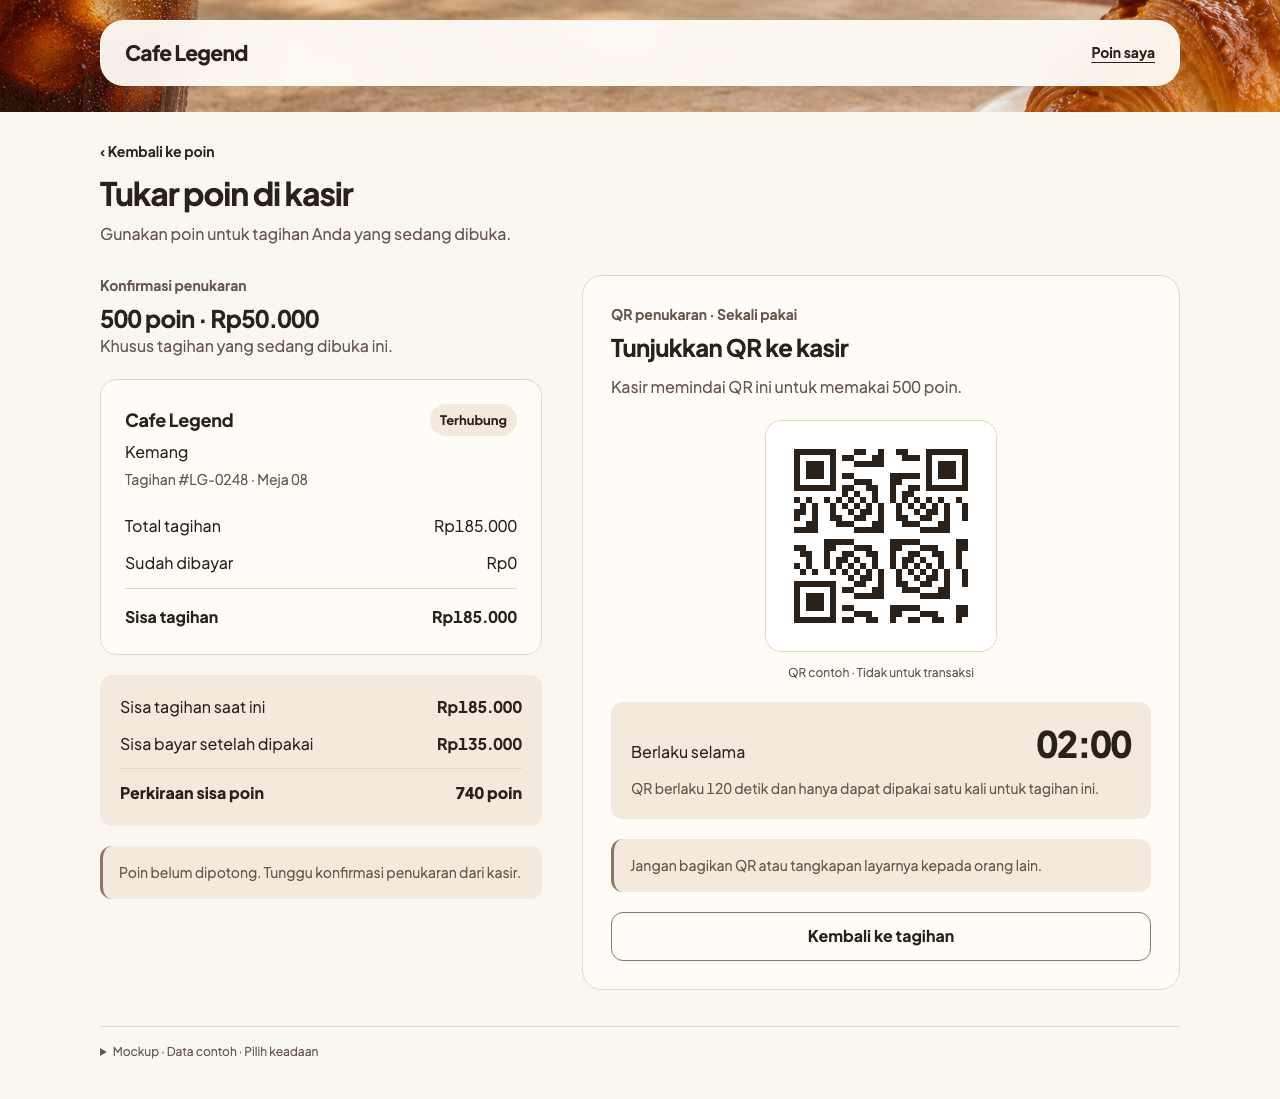 Cafe Legend
Poin saya
‹ Kembali ke poin
Tukar poin di kasir
Gunakan poin untuk tagihan Anda yang sedang dibuka.
Konfirmasi penukaran
500 poin · Rp50.000
Khusus tagihan yang sedang dibuka ini.
Cafe Legend
Terhubung
Kemang
Tagihan #LG-0248 · Meja 08
Total tagihan Rp185.000
Sudah dibayar Rp0
Sisa tagihan Rp185.000
Sisa tagihan saat ini Rp185.000
Sisa bayar setelah dipakai Rp135.000
Perkiraan sisa poin 740 poin
Poin belum dipotong. Tunggu konfirmasi penukaran dari kasir.
QR penukaran · Sekali pakai
Tunjukkan QR ke kasir
Kasir memindai QR ini untuk memakai 500 poin.
QR contoh · Tidak untuk transaksi
Berlaku selama 02:00
QR berlaku 120 detik dan hanya dapat dipakai satu kali untuk tagihan ini.
Jangan bagikan QR atau tangkapan layarnya kepada orang lain.
Kembali ke tagihan
Mockup · Data contoh · Pilih keadaan